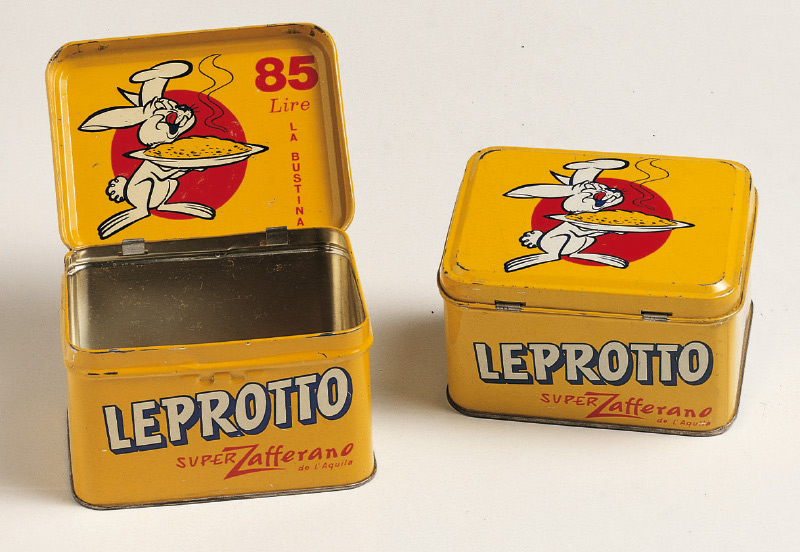 85
Lire
LA BUSTINA
LEPROTTO
SUPER Zafferano
de L'Aquila
LEPROTTO
SUPER Zafferano
de L'Aquila